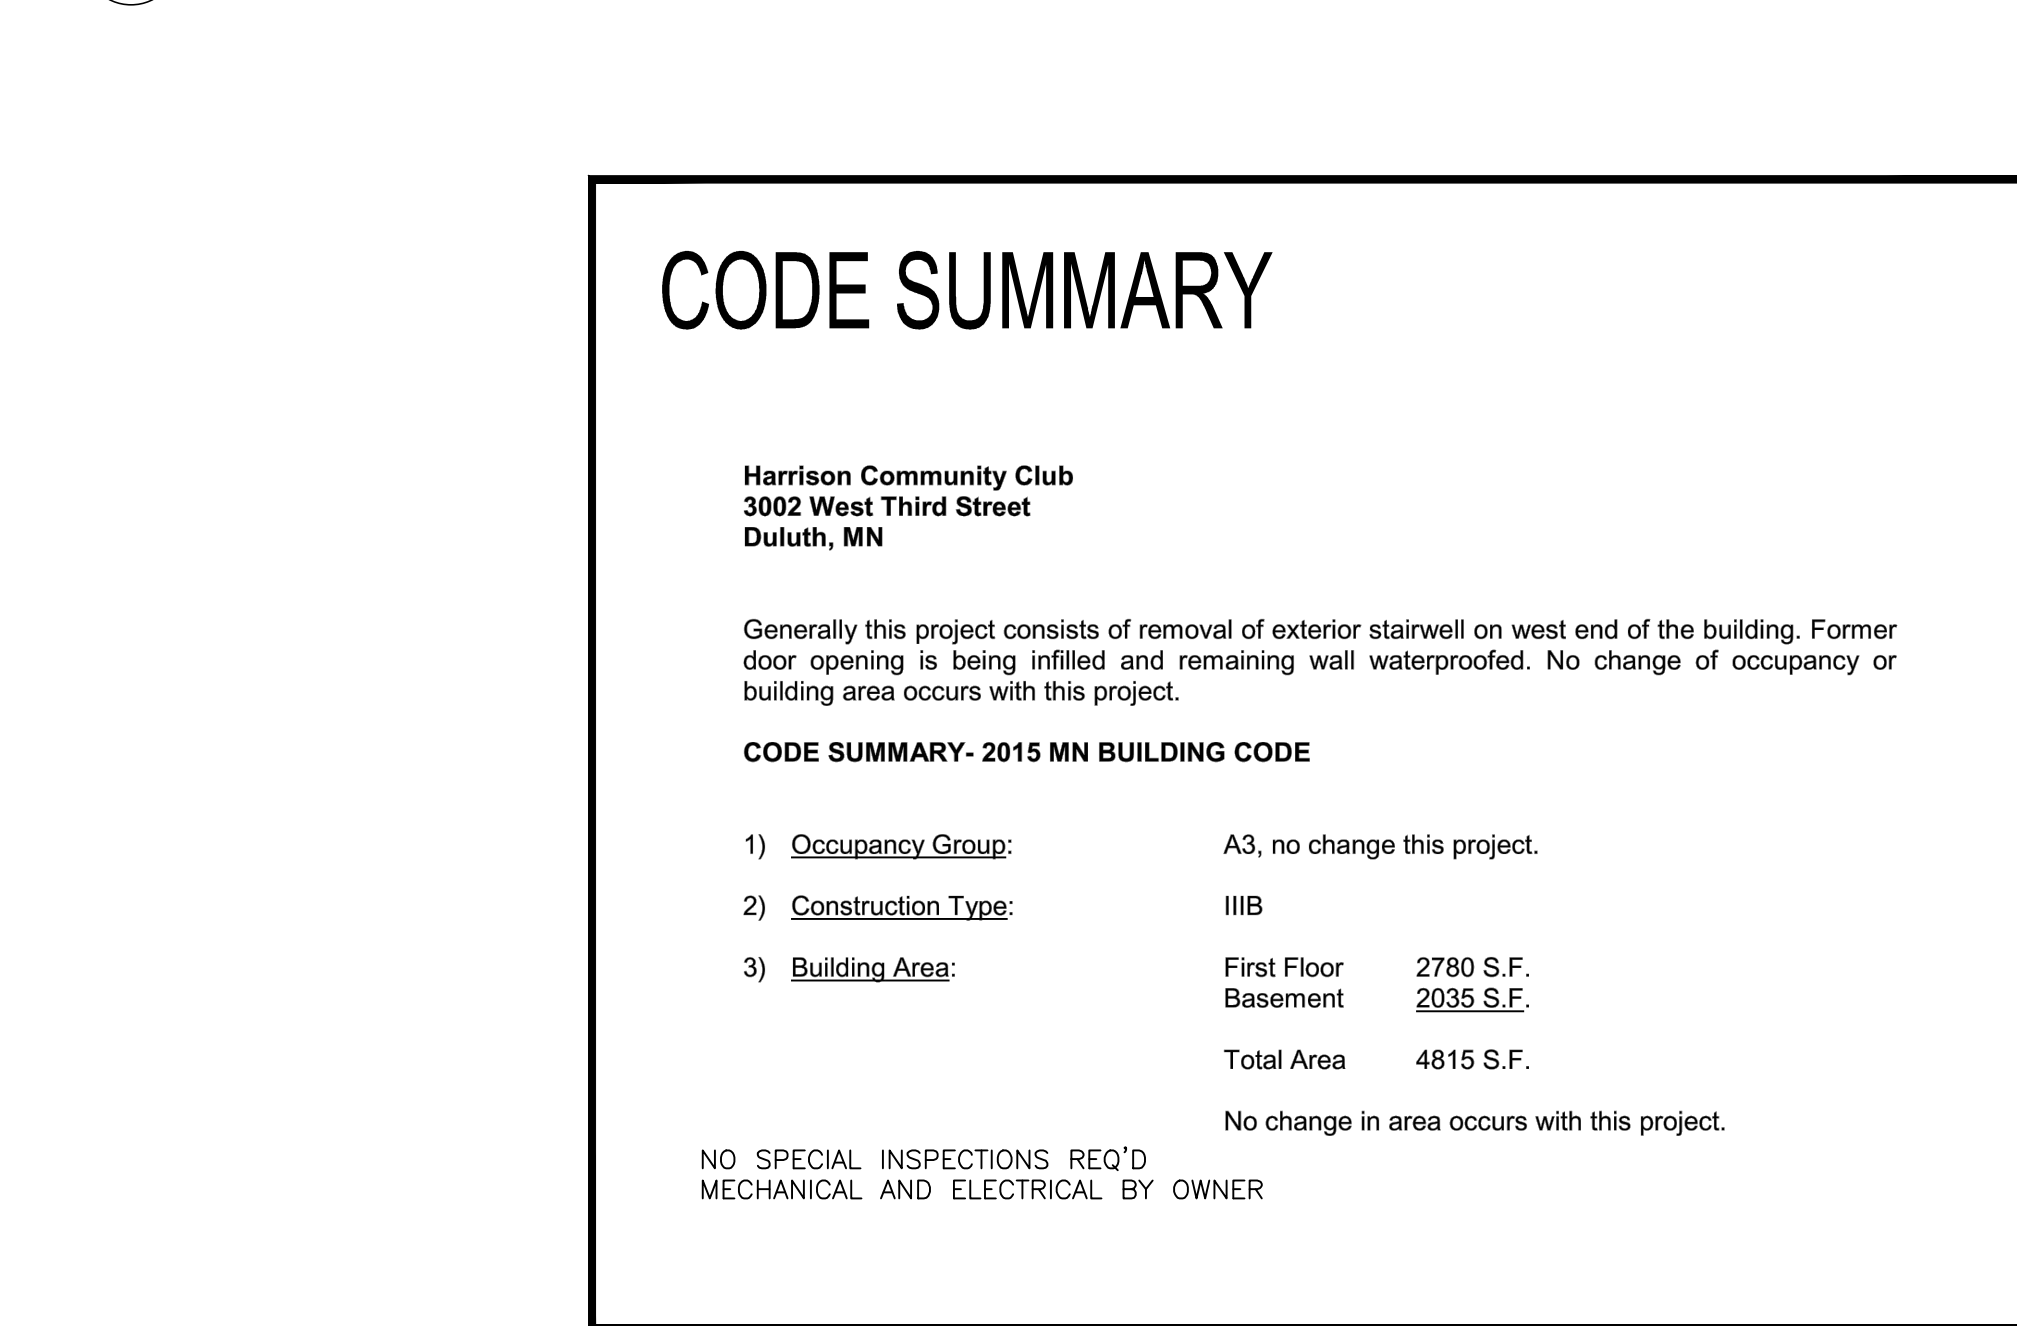 CODE SUMMARY
Harrison Community Club
3002 West Third Street
Duluth, MN
Generally this project consists of removal of exterior stairwell on west end of the building. Former
door opening is being infilled and remaining wall waterproofed. No change of occupancy or
building area occurs with this project.
CODE SUMMARY- 2015 MN BUILDING CODE
1) Occupancy Group: A3, no change this project.
2) Construction Type: IIIB
3) Building Area: First Floor 2780 S.F.
Basement 2035 S.F.
Total Area 4815 S.F.
No change in area occurs with this project.
NO SPECIAL INSPECTIONS REQ'D
MECHANICAL AND ELECTRICAL BY OWNER